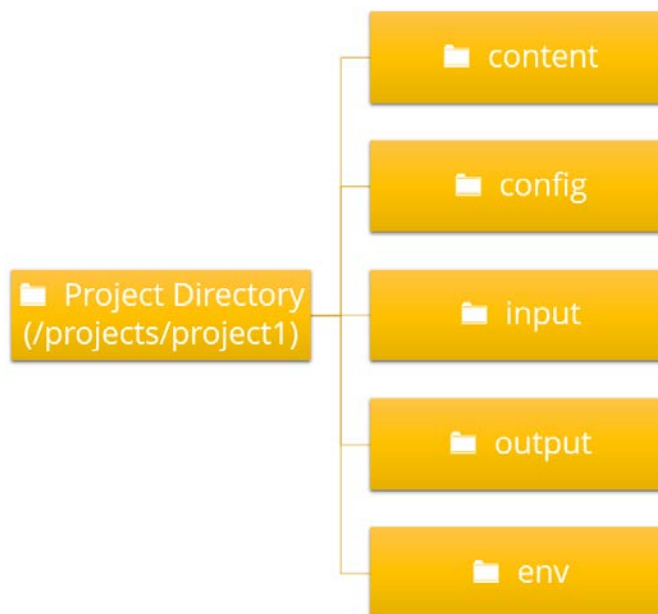 content
config
Project Directory
(/projects/project1)
input
output
env